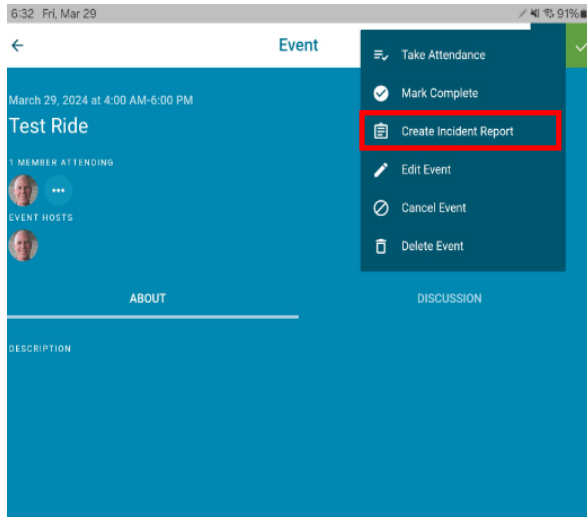 6:32 Fri, Mar 29
91%
Event
March 29, 2024 at 4:00 AM-6:00 PM
Test Ride
1 MEMBER ATTENDING
EVENT HOSTS
Take Attendance
Mark Complete
Create Incident Report
Edit Event
Cancel Event
Delete Event
ABOUT
DISCUSSION
DESCRIPTION